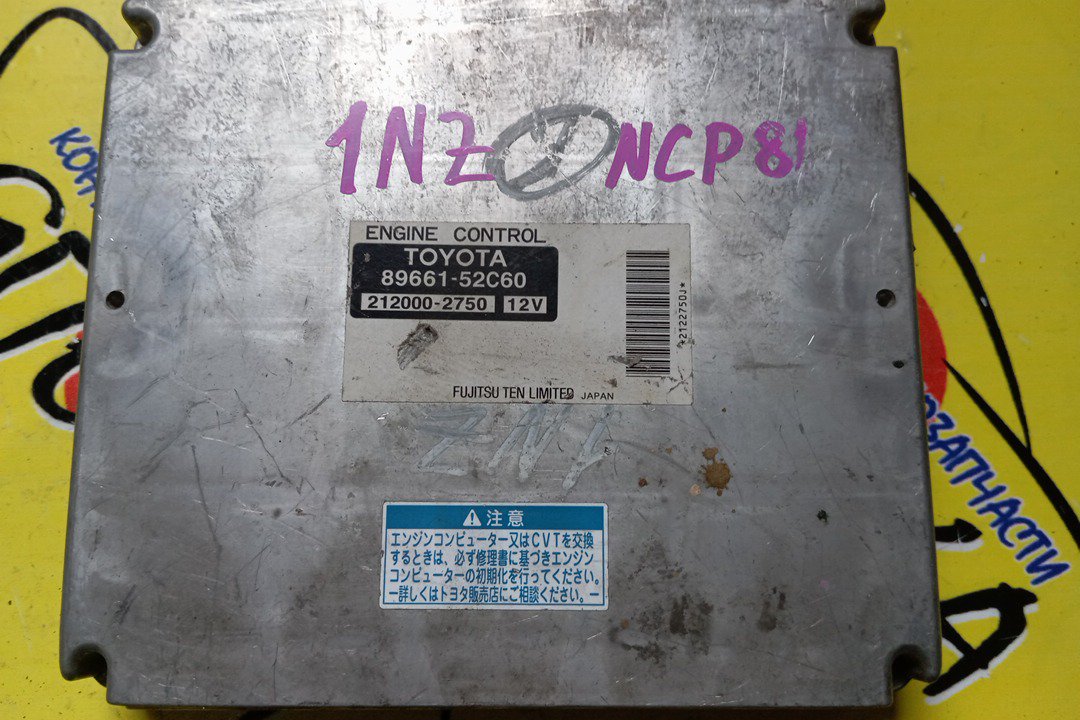 1NZ NCP81
ENGINE CONTROL
TOYOTA
89661-52C60
212000-2750 12V
*2122750J*
FUJITSU TEN LIMITED JAPAN
1NZ
⚠注意
エンジンコンピューター又はCVTを交換
するときは、必ず修理書に基づきエンジン
コンピューターの初期化を行ってください。
ー詳しくはトヨタ販売店にご相談ください。ー
ОЗАПЧАСТИ